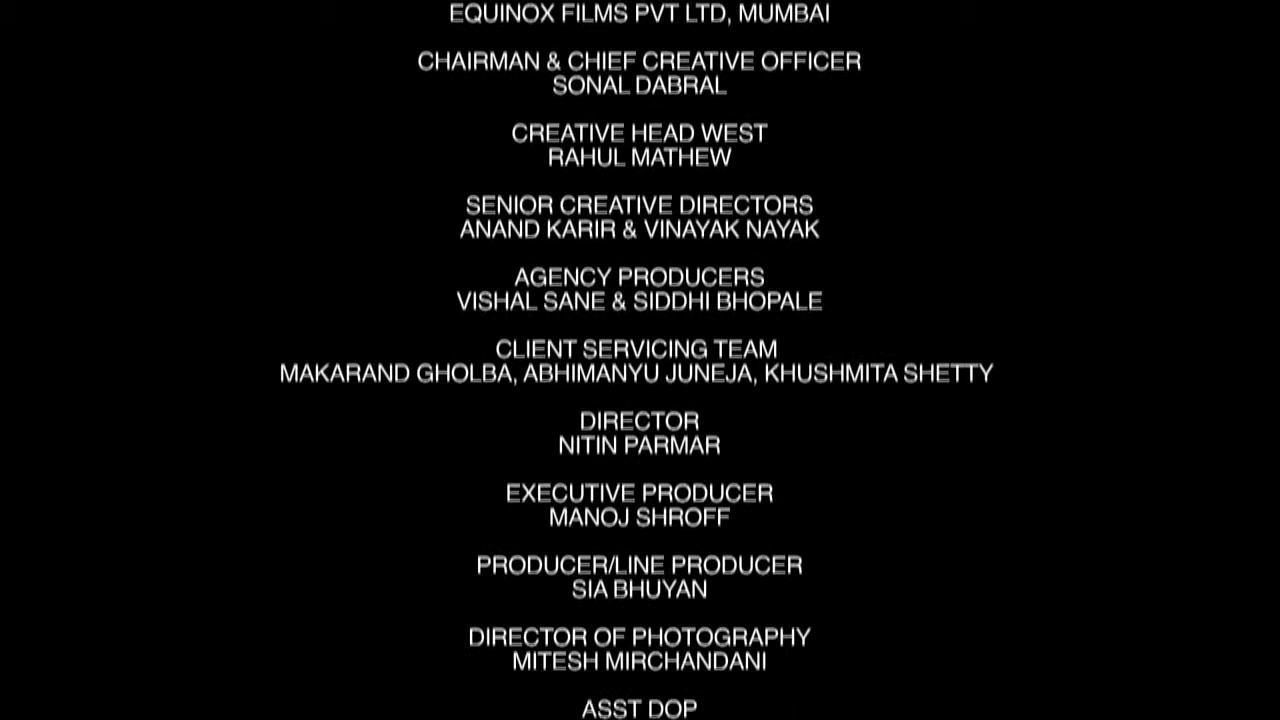 EQUINOX FILMS PVT LTD, MUMBAI
CHAIRMAN & CHIEF CREATIVE OFFICER
SONAL DABRAL
CREATIVE HEAD WEST
RAHUL MATHEW
SENIOR CREATIVE DIRECTORS
ANAND KARIR & VINAYAK NAYAK
AGENCY PRODUCERS
VISHAL SANE & SIDDHI BHOPALE
CLIENT SERVICING TEAM
MAKARAND GHOLBA, ABHIMANYU JUNEJA, KHUSHMITA SHETTY
DIRECTOR
NITIN PARMAR
EXECUTIVE PRODUCER
MANOJ SHROFF
PRODUCER/LINE PRODUCER
SIA BHUYAN
DIRECTOR OF PHOTOGRAPHY
MITESH MIRCHANDANI
ASST DOP